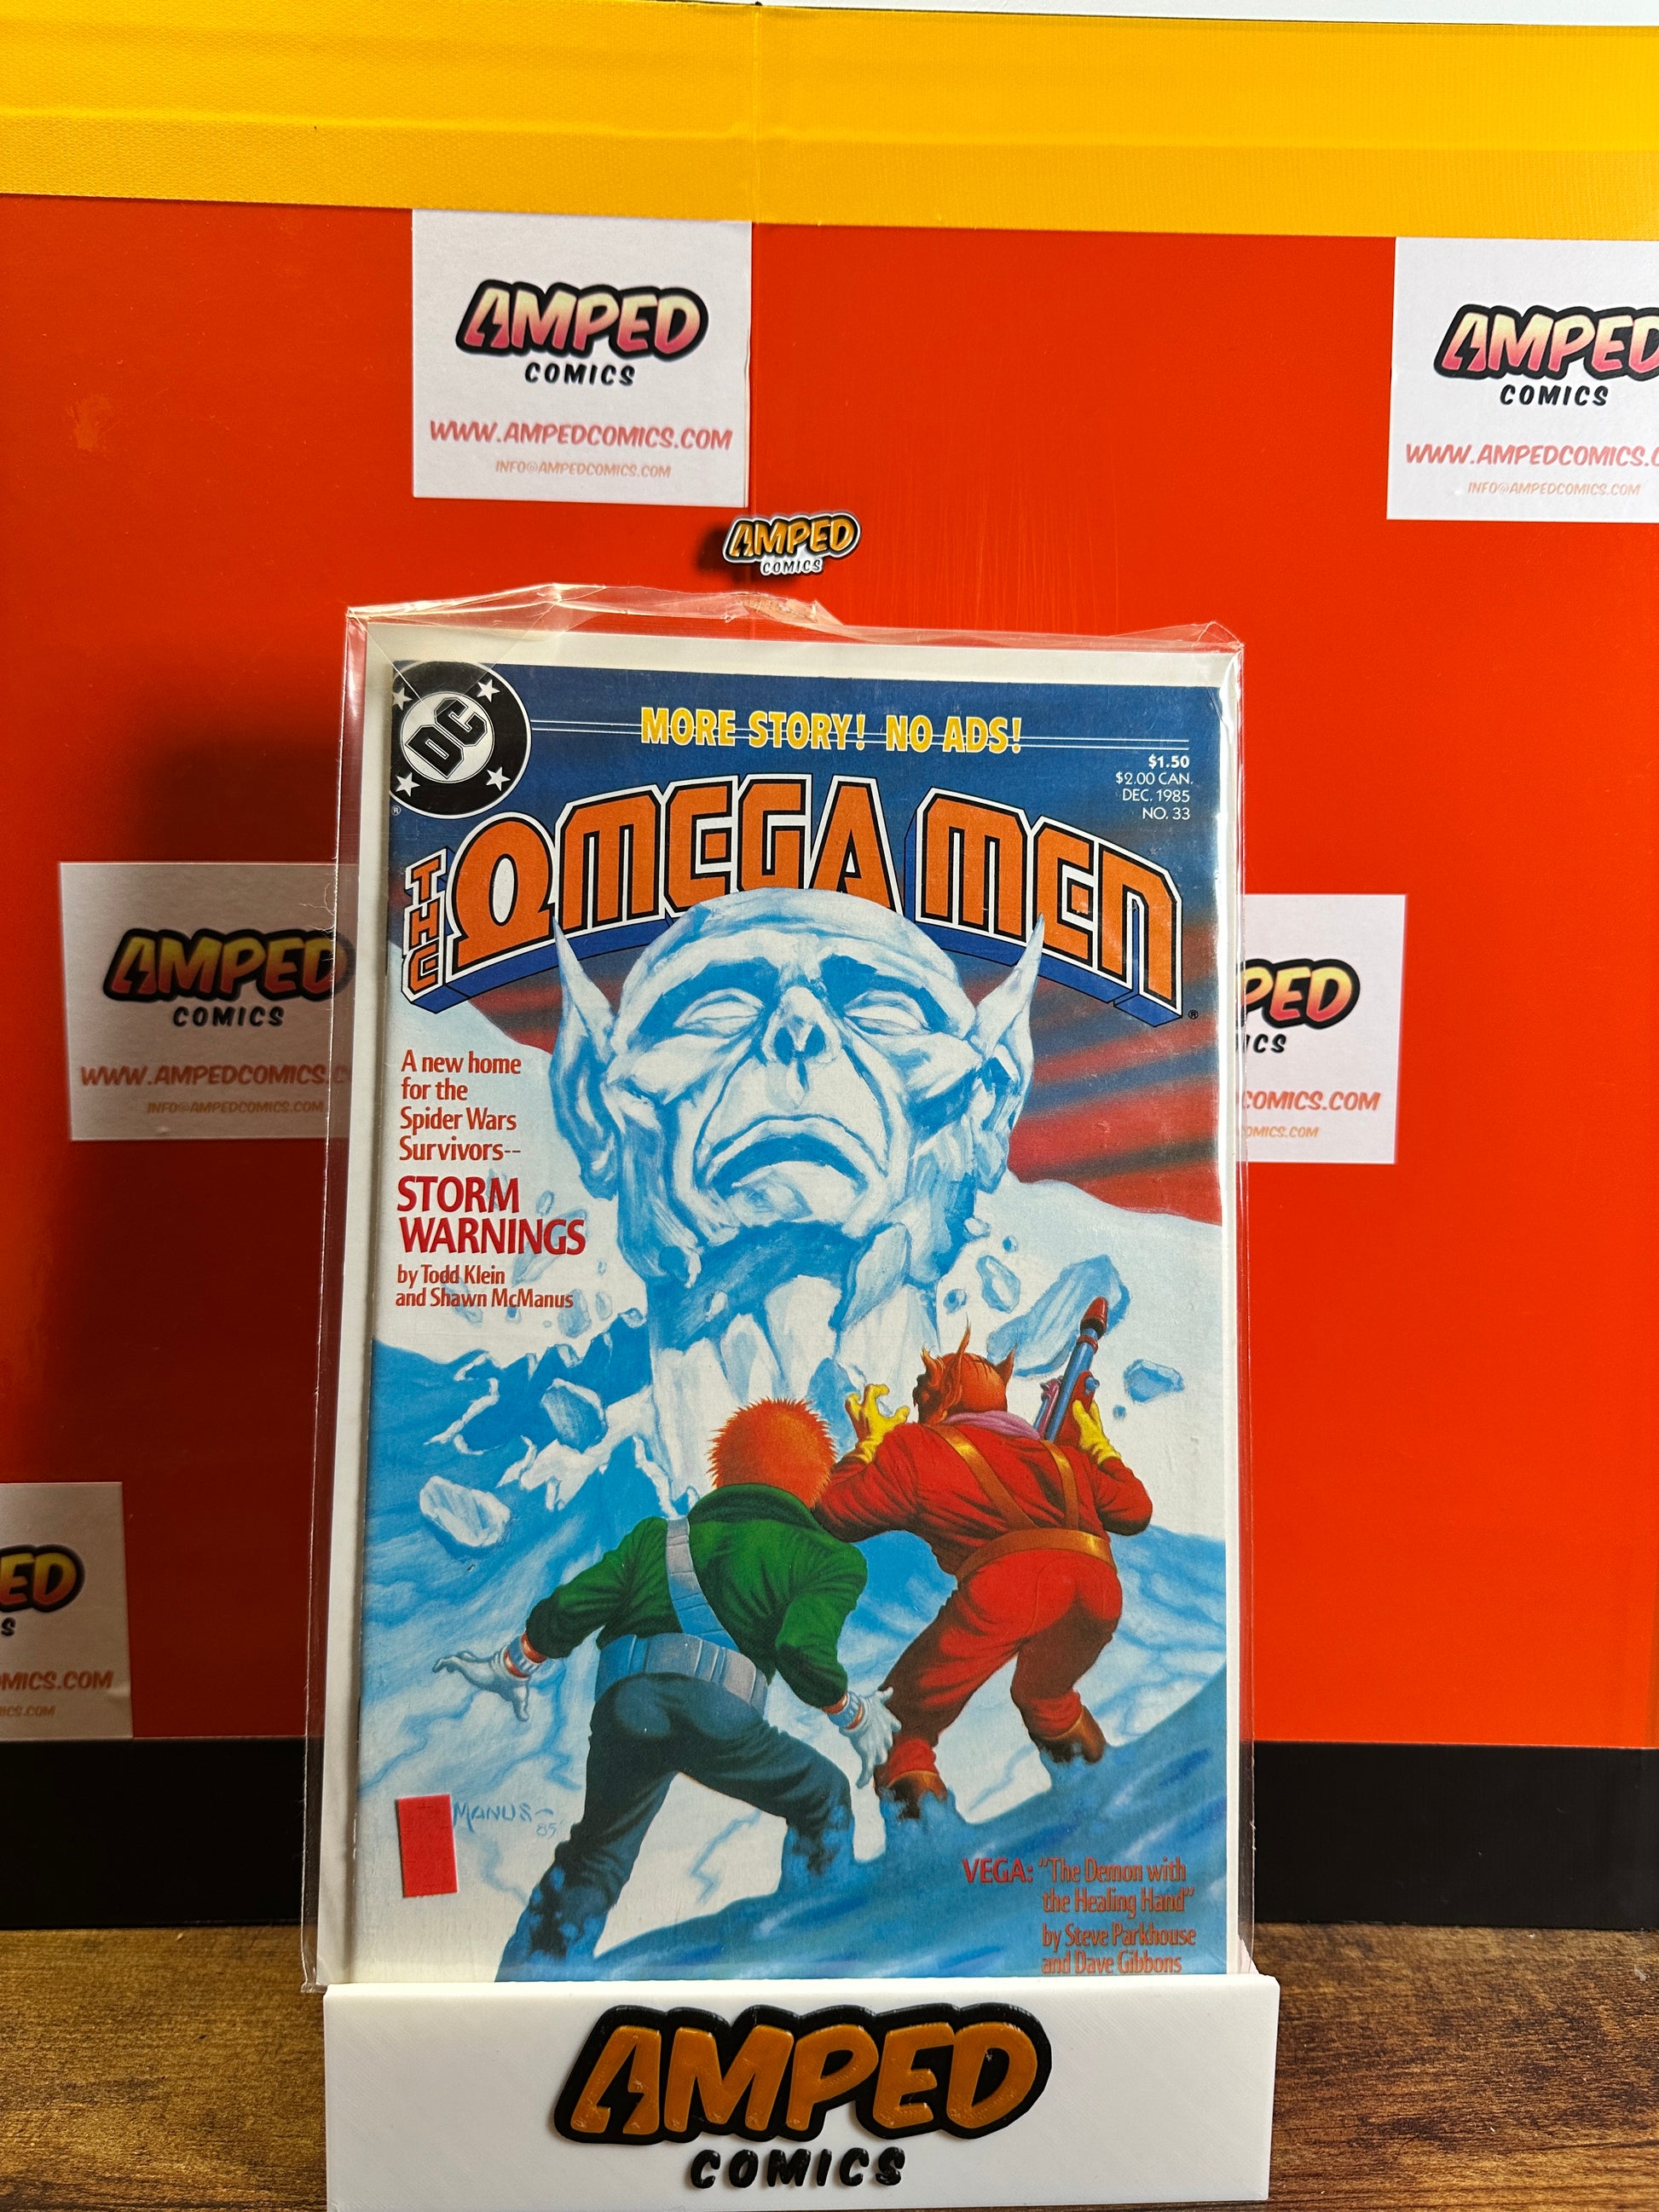 AMPED
COMICS
WWW.AMPEDCOMICS.COM
INFO@AMPEDCOMICS.COM
AMPED
COMICS
WWW.AMPEDCOMICS.C
INFO@AMPEDCOMICS.COM
AMPED
COMICS
DC
MORE STORY! NO ADS!
$1.50
$2.00 CAN.
DEC. 1985
NO. 33
®
THE OMEGA MEN
®
AMPED
COMICS
WWW.AMPEDCOMICS.C
INFO@AMPEDCOMICS.COM
PED
ICS
COMICS.COM
OMICS.COM
A new home
for the
Spider Wars
Survivors--
STORM
WARNINGS
by Todd Klein
and Shawn McManus
ED
S
OMICS.COM
ICS.COM
MANUS
85
VEGA: "The Demon with
the Healing Hand"
by Steve Parkhouse
and Dave Gibbons
AMPED
COMICS